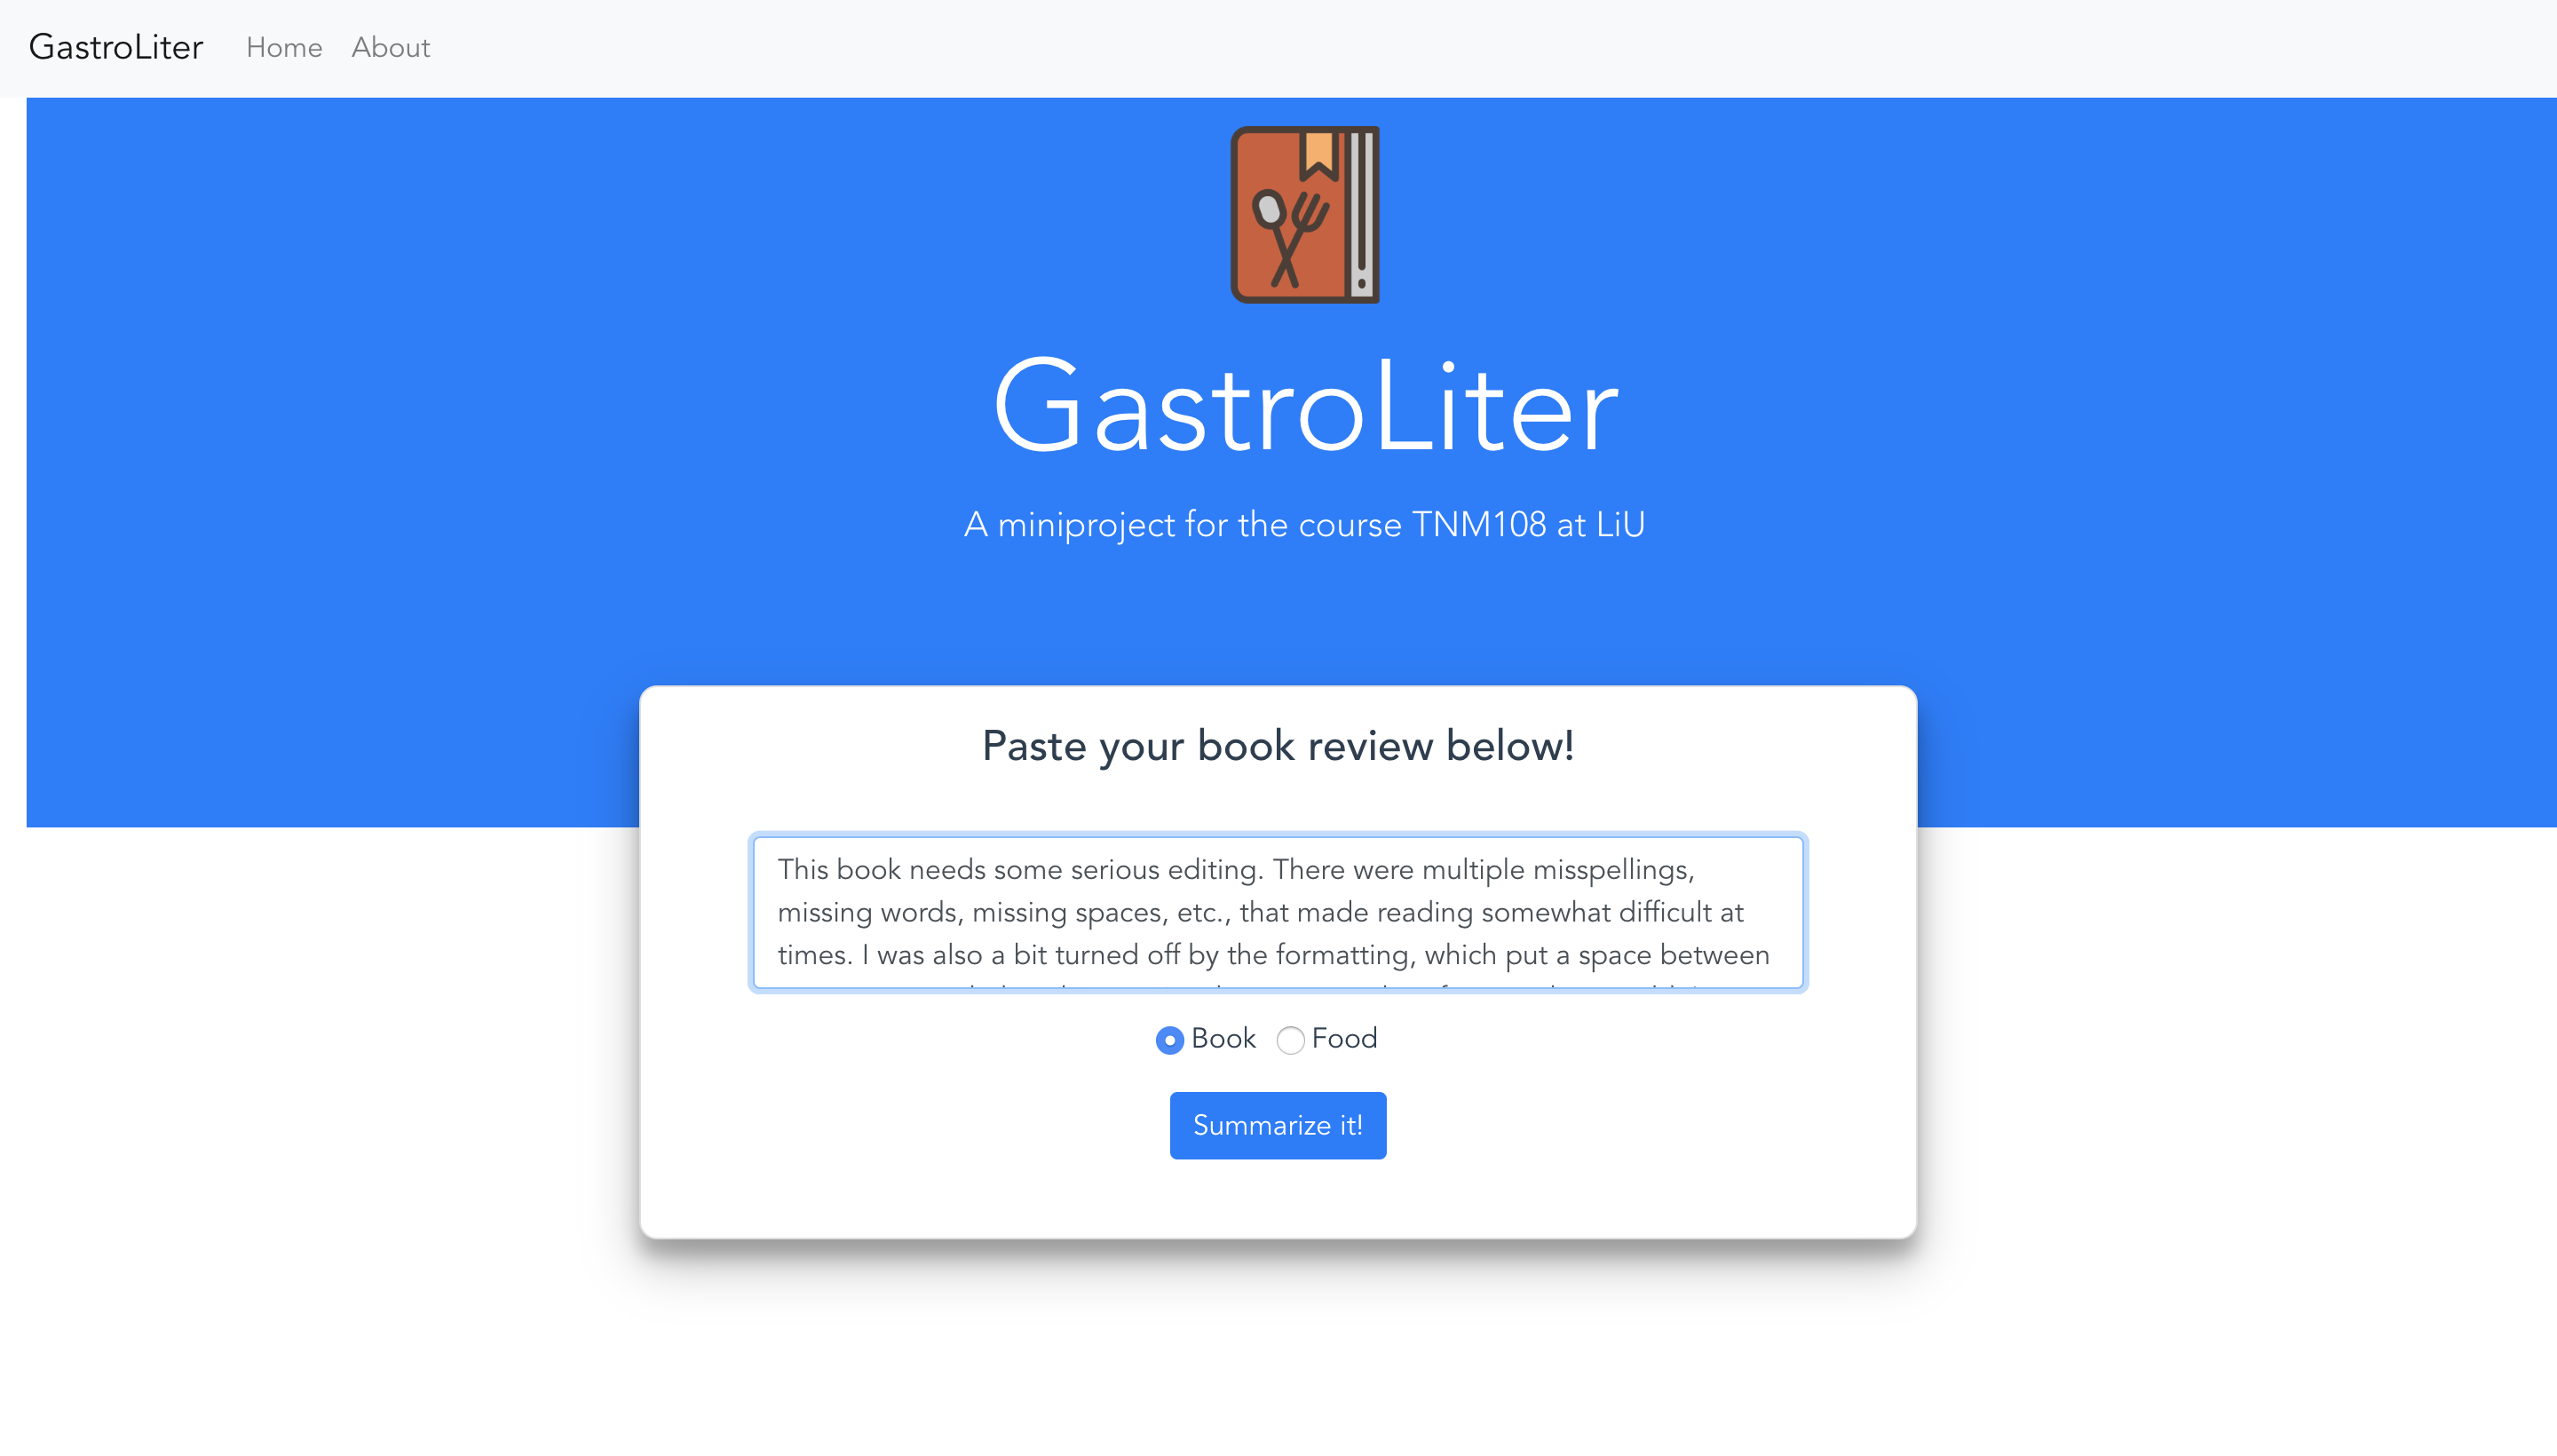 GastroLiter Home About
GastroLiter
A miniproject for the course TNM108 at LiU
Paste your book review below!
This book needs some serious editing. There were multiple misspellings,
missing words, missing spaces, etc., that made reading somewhat difficult at
times. I was also a bit turned off by the formatting, which put a space between
Book Food
Summarize it!